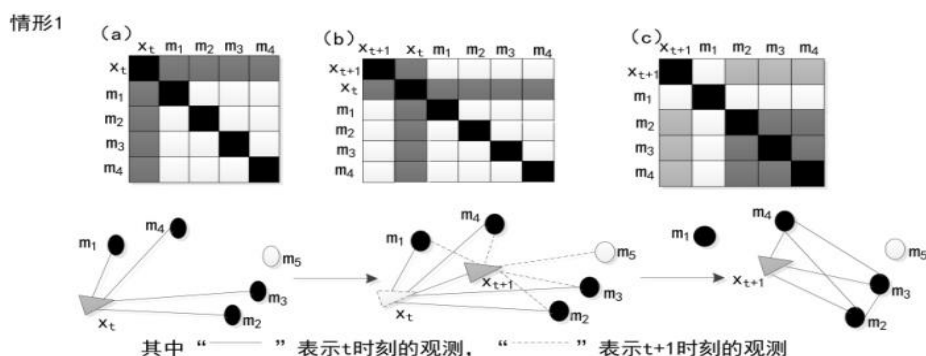 情形1
(a) (b) (c)
x_t m_1 m_2 m_3 m_4
x_t
m_1
m_2
m_3
m_4
x_{t+1} x_t m_1 m_2 m_3 m_4
x_{t+1}
x_t
m_1
m_2
m_3
m_4
x_{t+1} m_1 m_2 m_3 m_4
x_{t+1}
m_1
m_2
m_3
m_4
m_1
m_4
m_5
m_3
m_2
x_t
m_1
m_4
m_5
x_{t+1}
m_3
m_2
x_t
m_1
m_4
m_5
x_{t+1}
m_3
m_2
其中“——”表示t时刻的观测，“------”表示t+1时刻的观测